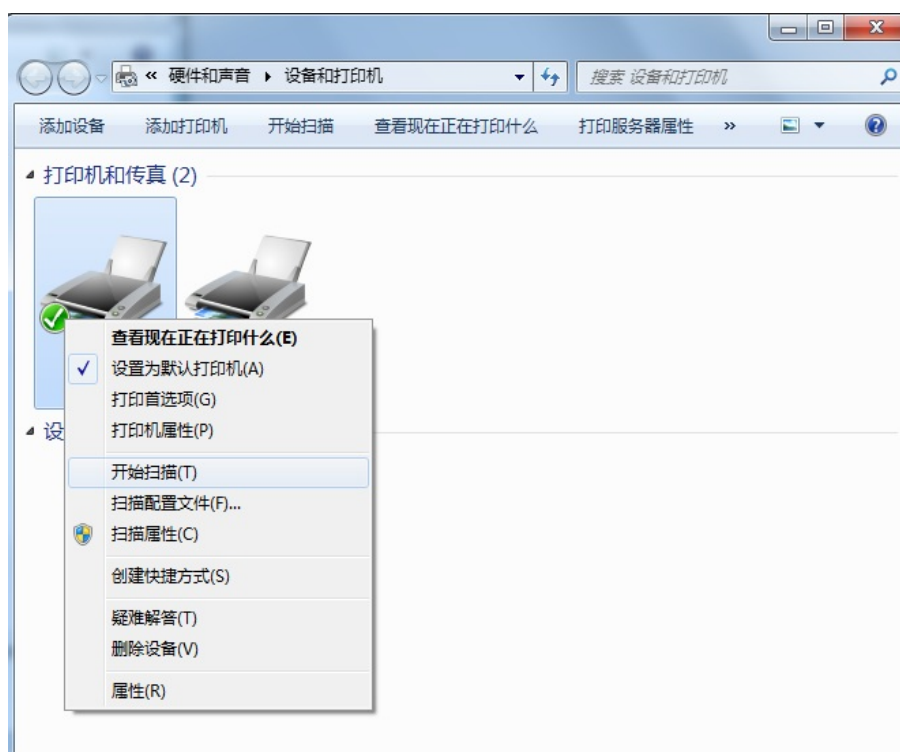 « 硬件和声音 ▸ 设备和打印机
搜索 设备和打印机
添加设备 添加打印机 开始扫描 查看现在正在打印什么 打印服务器属性 »
打印机和传真 (2)
查看现在正在打印什么(E)
设置为默认打印机(A)
打印首选项(G)
打印机属性(P)
设
开始扫描(T)
扫描配置文件(F)...
扫描属性(C)
创建快捷方式(S)
疑难解答(T)
删除设备(V)
属性(R)